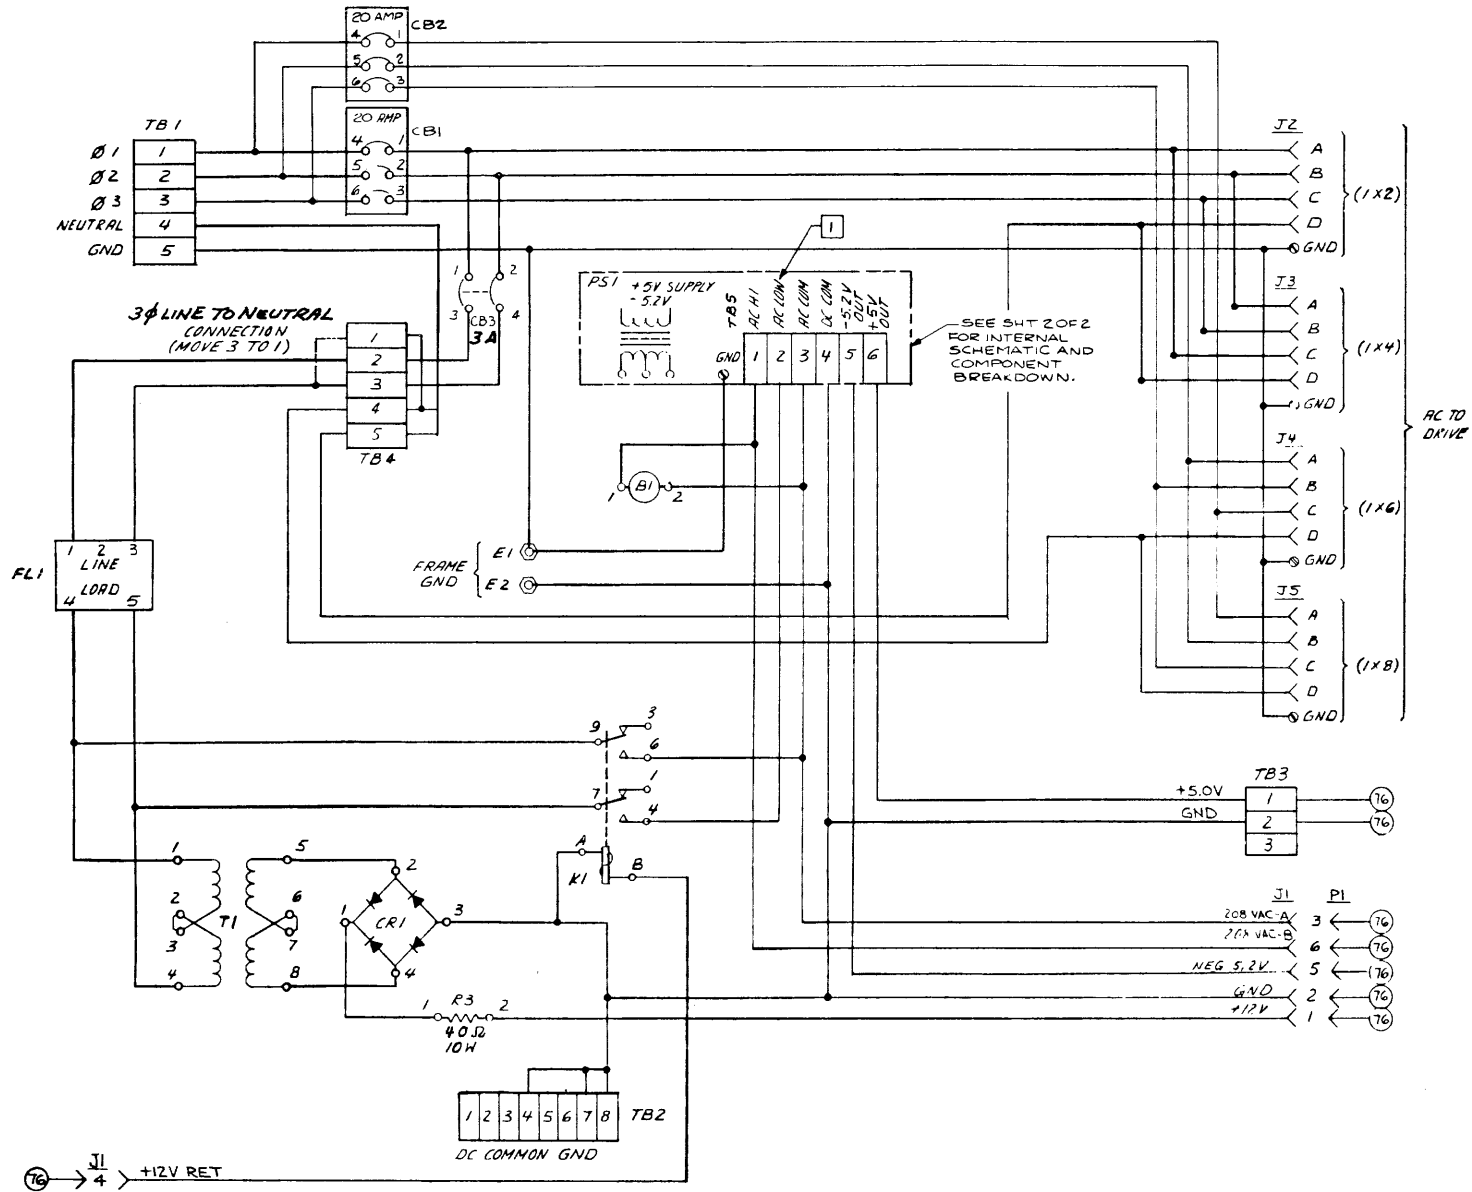 20 AMP
CB2
4 1
5 2
6 3
20 AMP
CB1
4 1
5 2
6 3
TB1
Ø1 1
Ø2 2
Ø3 3
NEUTRAL 4
GND 5
J2
A
B
C
D
GND
(1X2)
J3
A
B
C
D
GND
(1X4)
J4
A
B
C
D
GND
(1X6)
J5
A
B
C
D
GND
(1X8)
AC TO
DRIVE
1 2
3 CB3 4
3A
3φ LINE TO NEUTRAL
CONNECTION
(MOVE 3 TO 1)
1
2
3
4
5
TB4
1
PS1
+5V SUPPLY
-5.2V
TB5
AC HI
AC LOW
AC COM
DC COM
-5.2V OUT
+5V OUT
GND 1 2 3 4 5 6
SEE SHT 2 OF 2
FOR INTERNAL
SCHEMATIC AND
COMPONENT
BREAKDOWN.
1 B1 2
FRAME
GND
E1
E2
FL1
1 2 3
LINE
LOAD
4 5
9 3
6
7 1
4
A
K1
B
1 5
2 6
3 T1 7
4 8
2
1 CR1 3
4
1 R3 2
40Ω
10W
+5.0V
GND
TB3
1 76
2 76
3
J1 P1
208 VAC-A 3 76
208 VAC-B 6 76
NEG 5,2V 5 76
GND 2 76
+12V 1 76
1 2 3 4 5 6 7 8 TB2
DC COMMON GND
76 J1
4 +12V RET